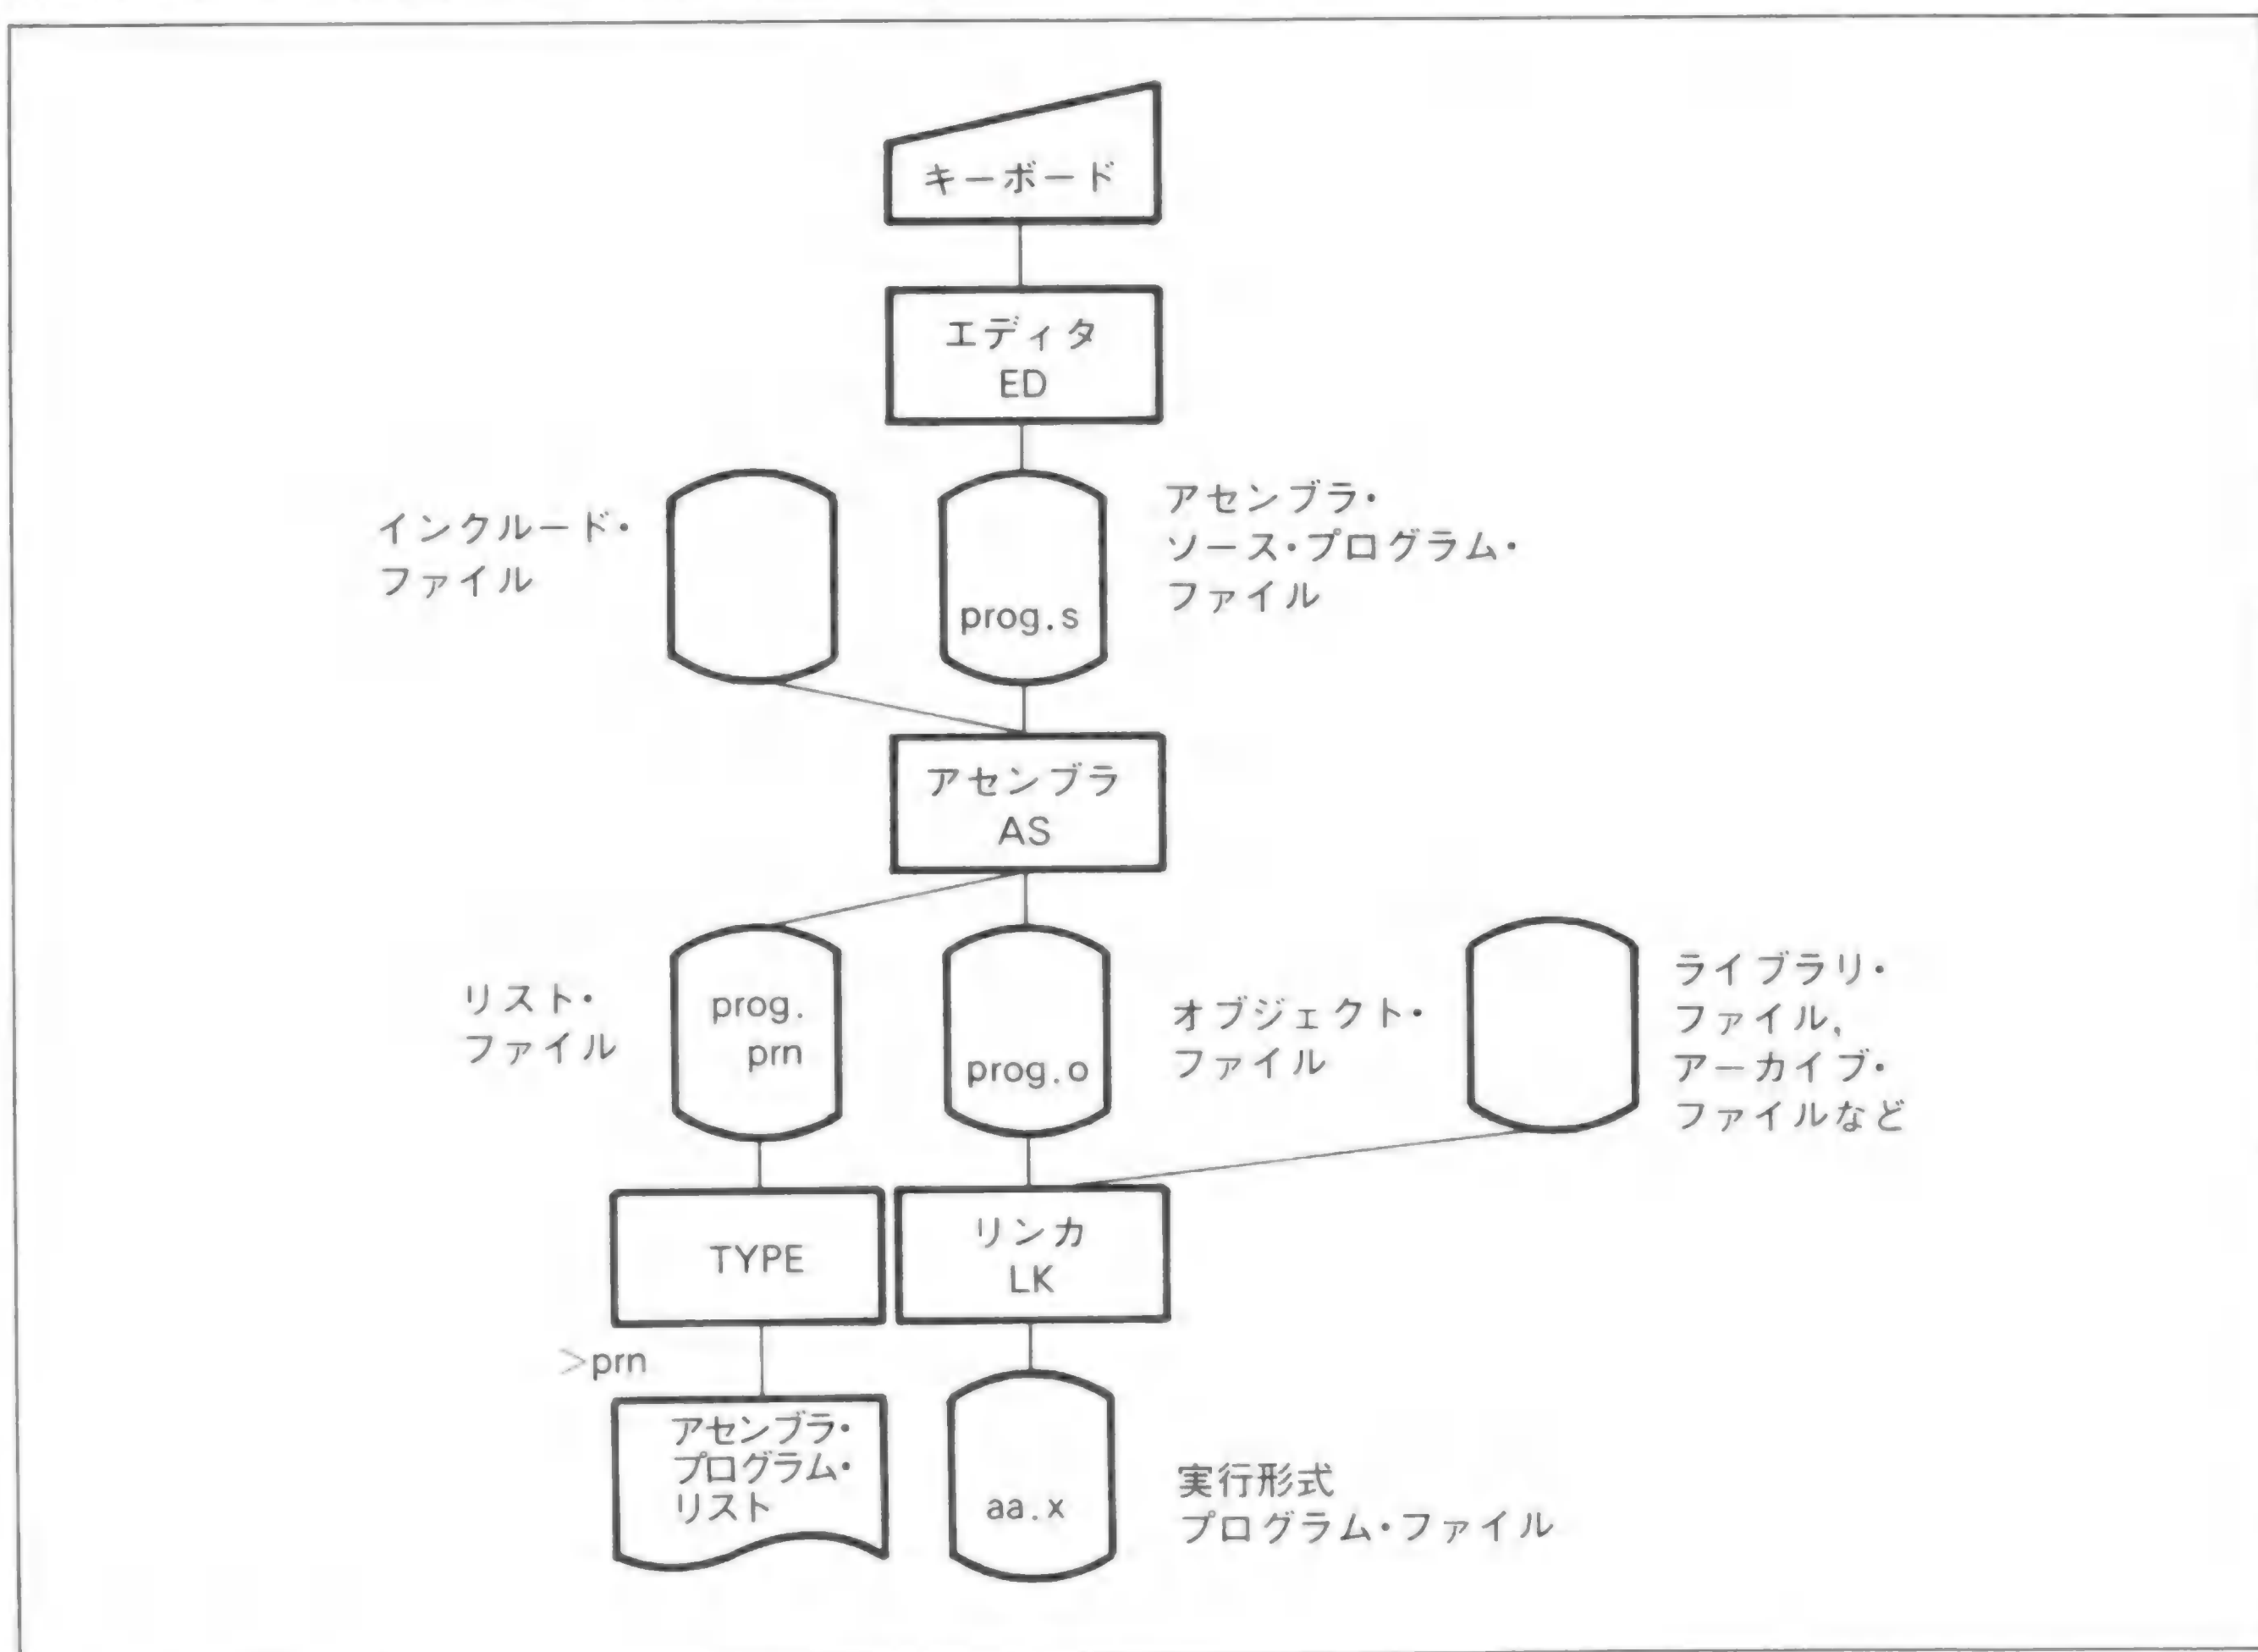 キーボード
エディタ
ED
インクルード・
ファイル
prog.s
アセンブラ・
ソース・プログラム・
ファイル
アセンブラ
AS
リスト・
ファイル
prog.
prn
prog.o
オブジェクト・
ファイル
ライブラリ・
ファイル,
アーカイブ・
ファイルなど
TYPE
リンカ
LK
>prn
アセンブラ・
プログラム・
リスト
aa.x
実行形式
プログラム・ファイル